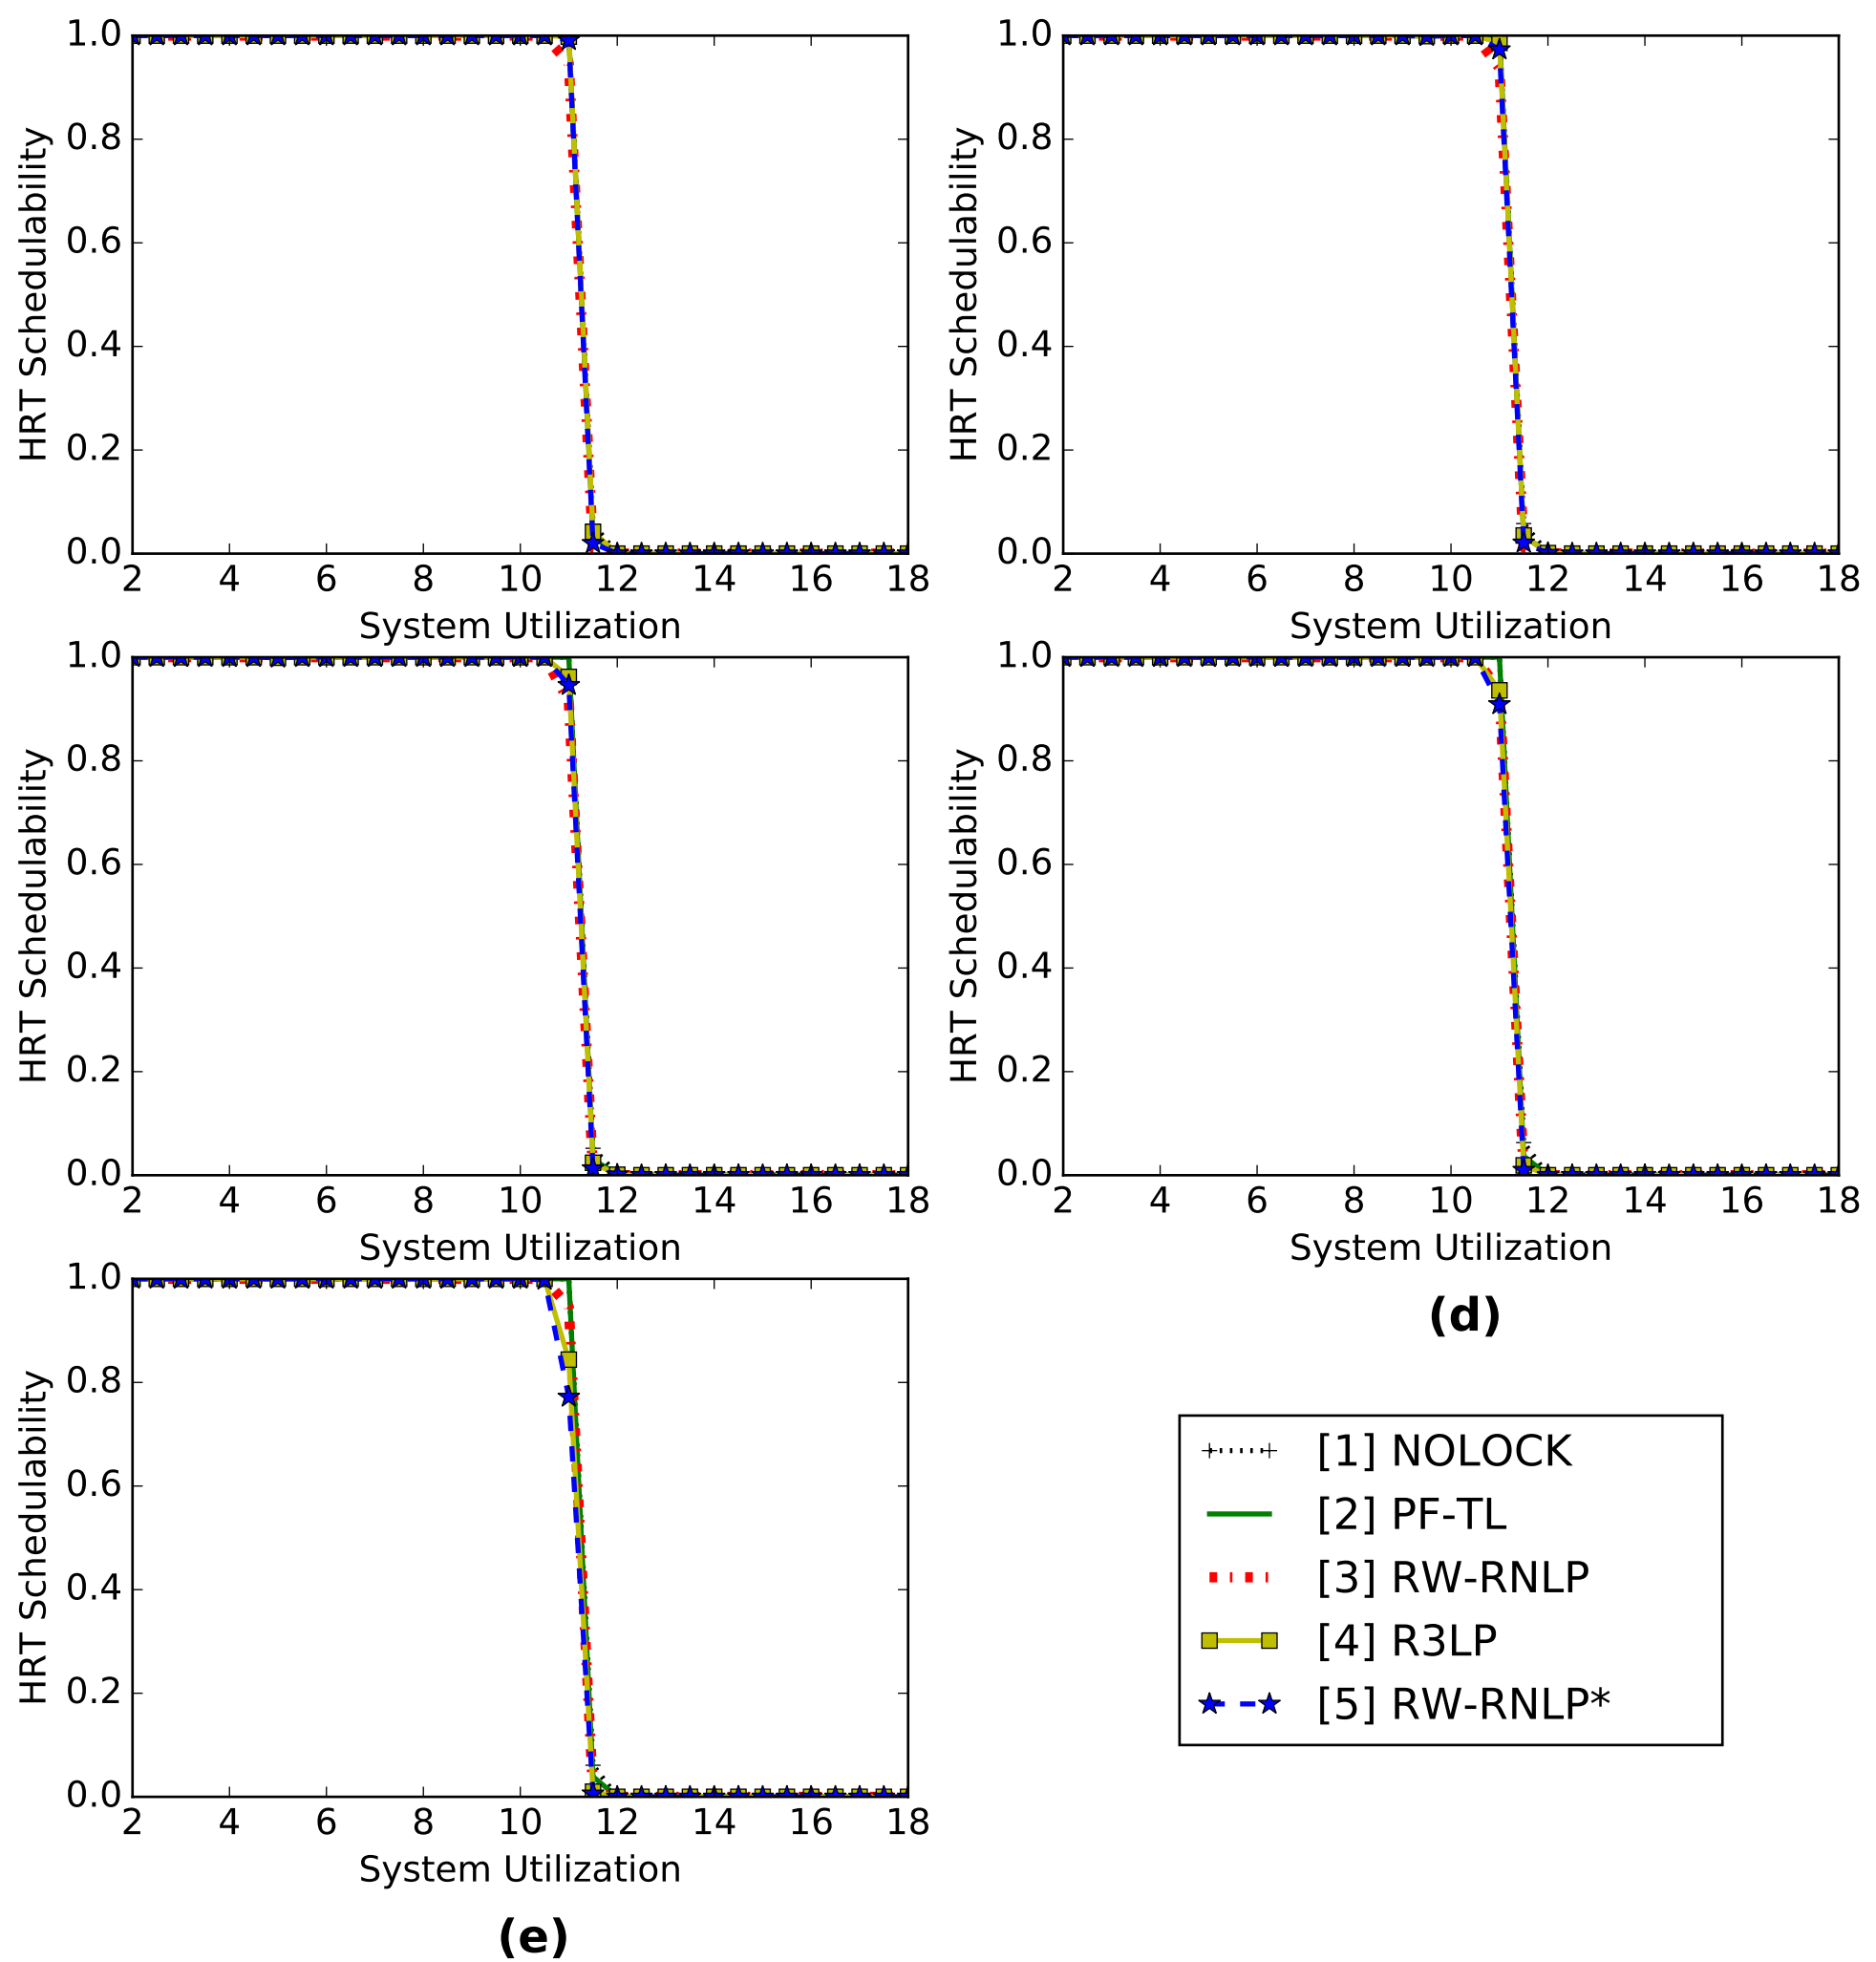 1.0
0.8
0.6
0.4
0.2
0.0
HRT Schedulability
2 4 6 8 10 12 14 16 18
System Utilization
1.0
0.8
0.6
0.4
0.2
0.0
HRT Schedulability
2 4 6 8 10 12 14 16 18
System Utilization
1.0
0.8
0.6
0.4
0.2
0.0
HRT Schedulability
2 4 6 8 10 12 14 16 18
System Utilization
1.0
0.8
0.6
0.4
0.2
0.0
HRT Schedulability
2 4 6 8 10 12 14 16 18
System Utilization
(d)
1.0
0.8
0.6
0.4
0.2
0.0
HRT Schedulability
2 4 6 8 10 12 14 16 18
System Utilization
(e)
[1] NOLOCK
[2] PF-TL
[3] RW-RNLP
[4] R3LP
[5] RW-RNLP*